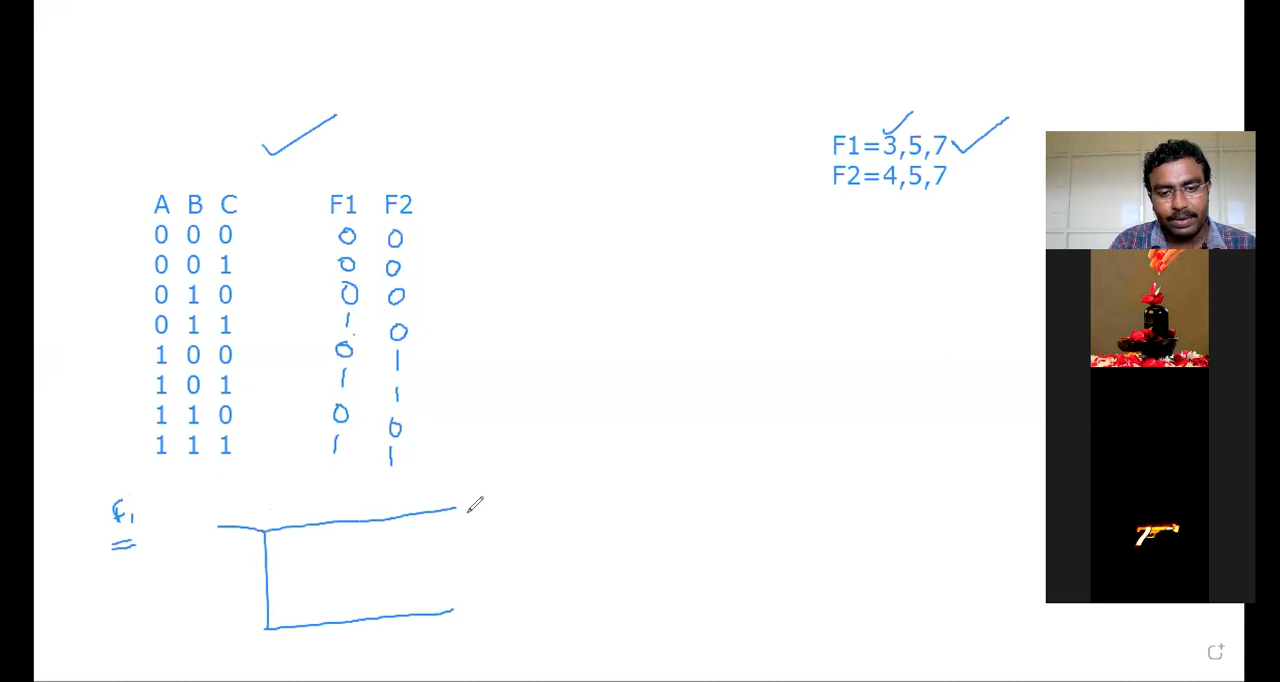 F1=3,5,7
F2=4,5,7
A B C F1 F2
0 0 0 0 0
0 0 1 0 0
0 1 0 0 0
0 1 1 1 0
1 0 0 0 1
1 0 1 1 1
1 1 0 0 0
1 1 1 1 1
F1
7